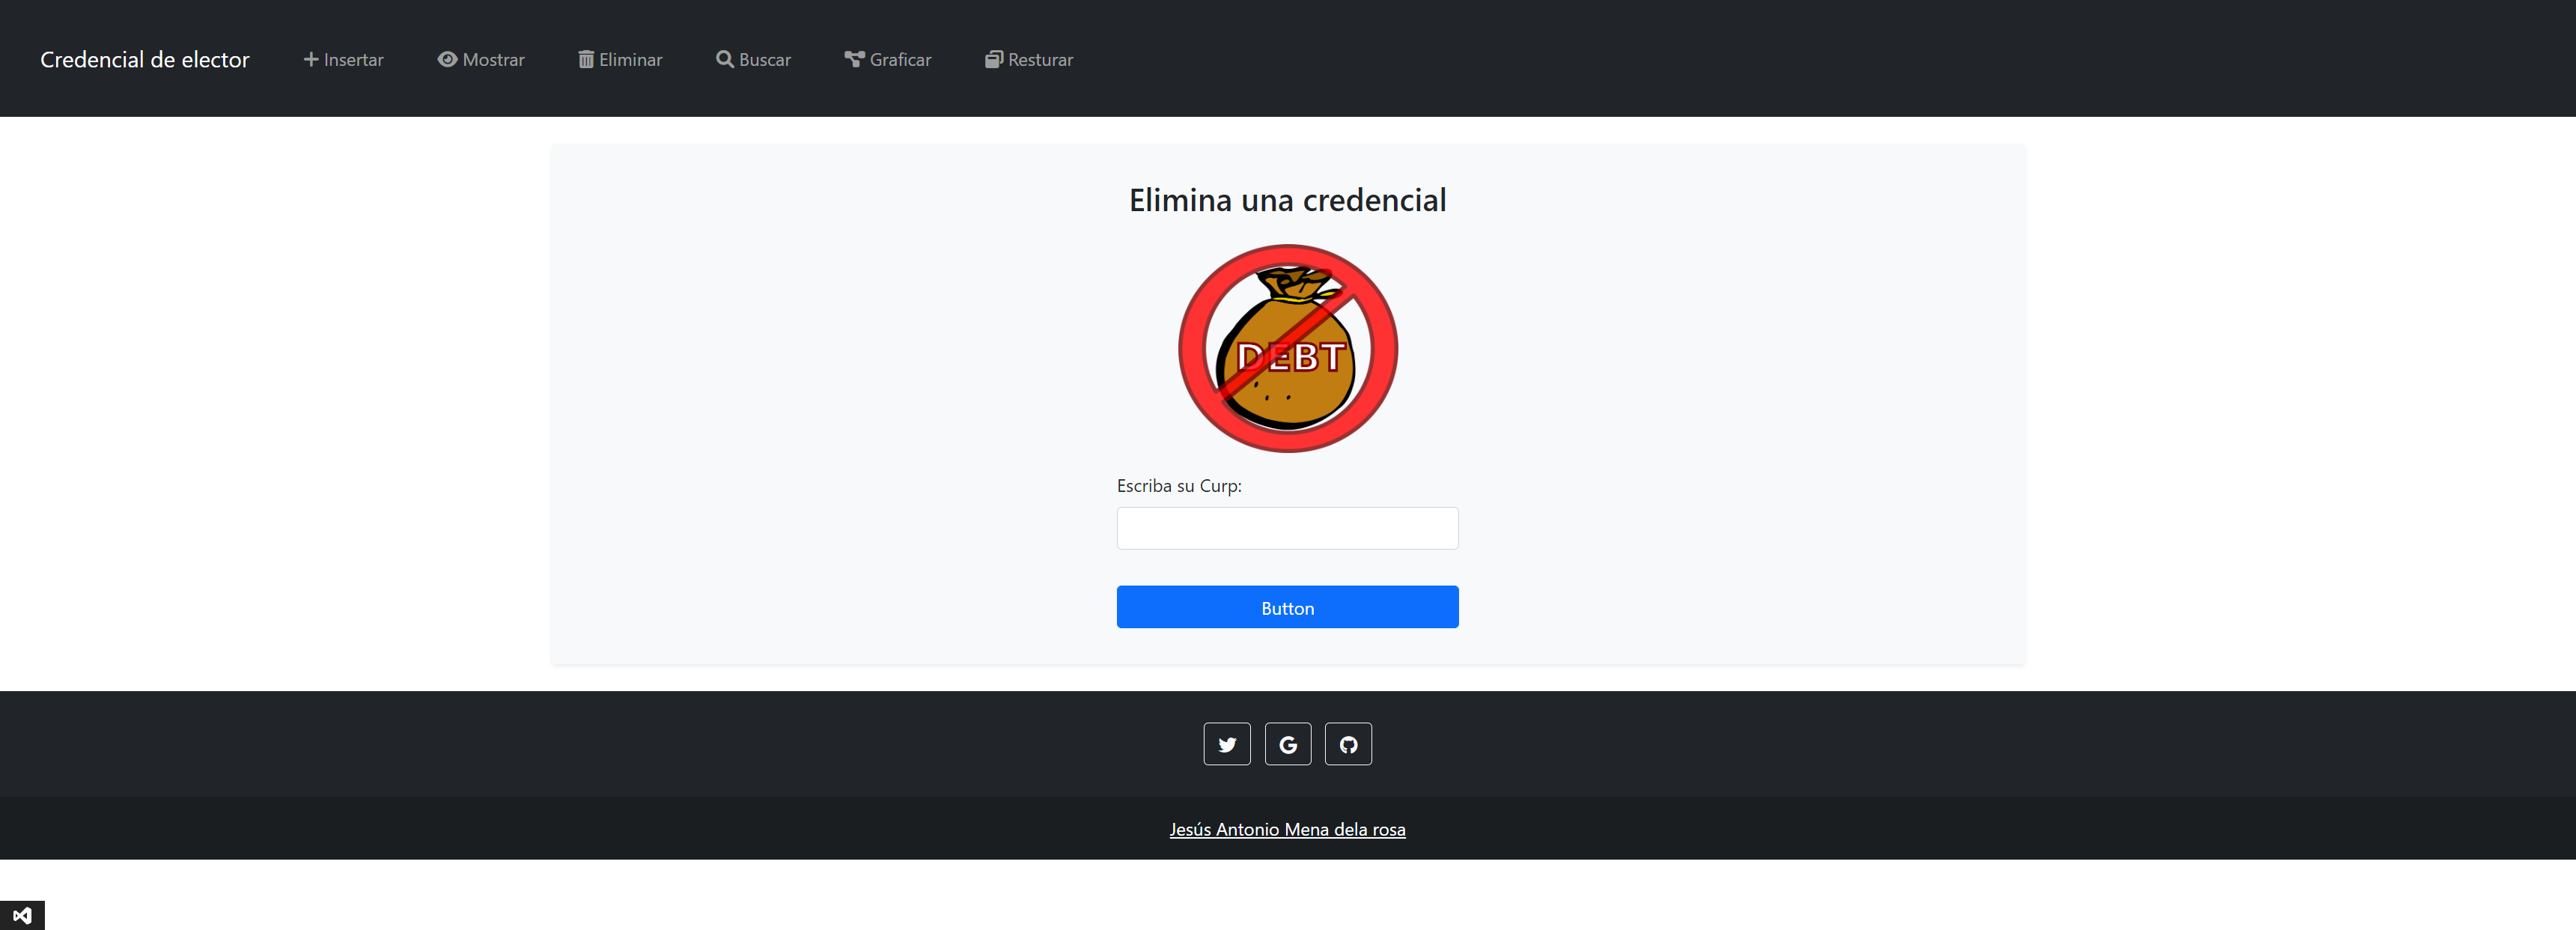 Credencial de elector Insertar Mostrar Eliminar Buscar Graficar Resturar
Elimina una credencial
DEBT
Escriba su Curp:
Button
Jesús Antonio Mena dela rosa